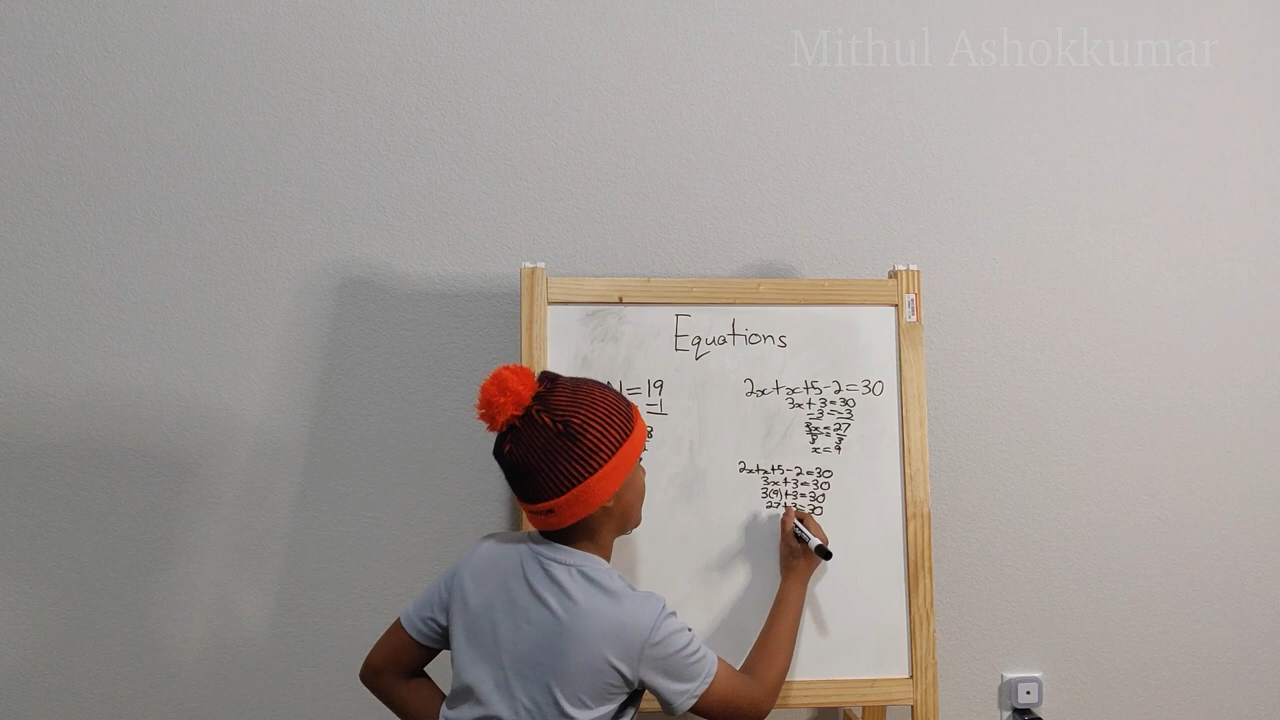 Mithul Ashokkumar
Equations
N=19
-1
8
2x+x+5-2=30
3x+3=30
-3=-3
3x=27
3 = 3
x=9
2x+x+5-2=30
3x+3=30
3(9)+3=30
27+3=30